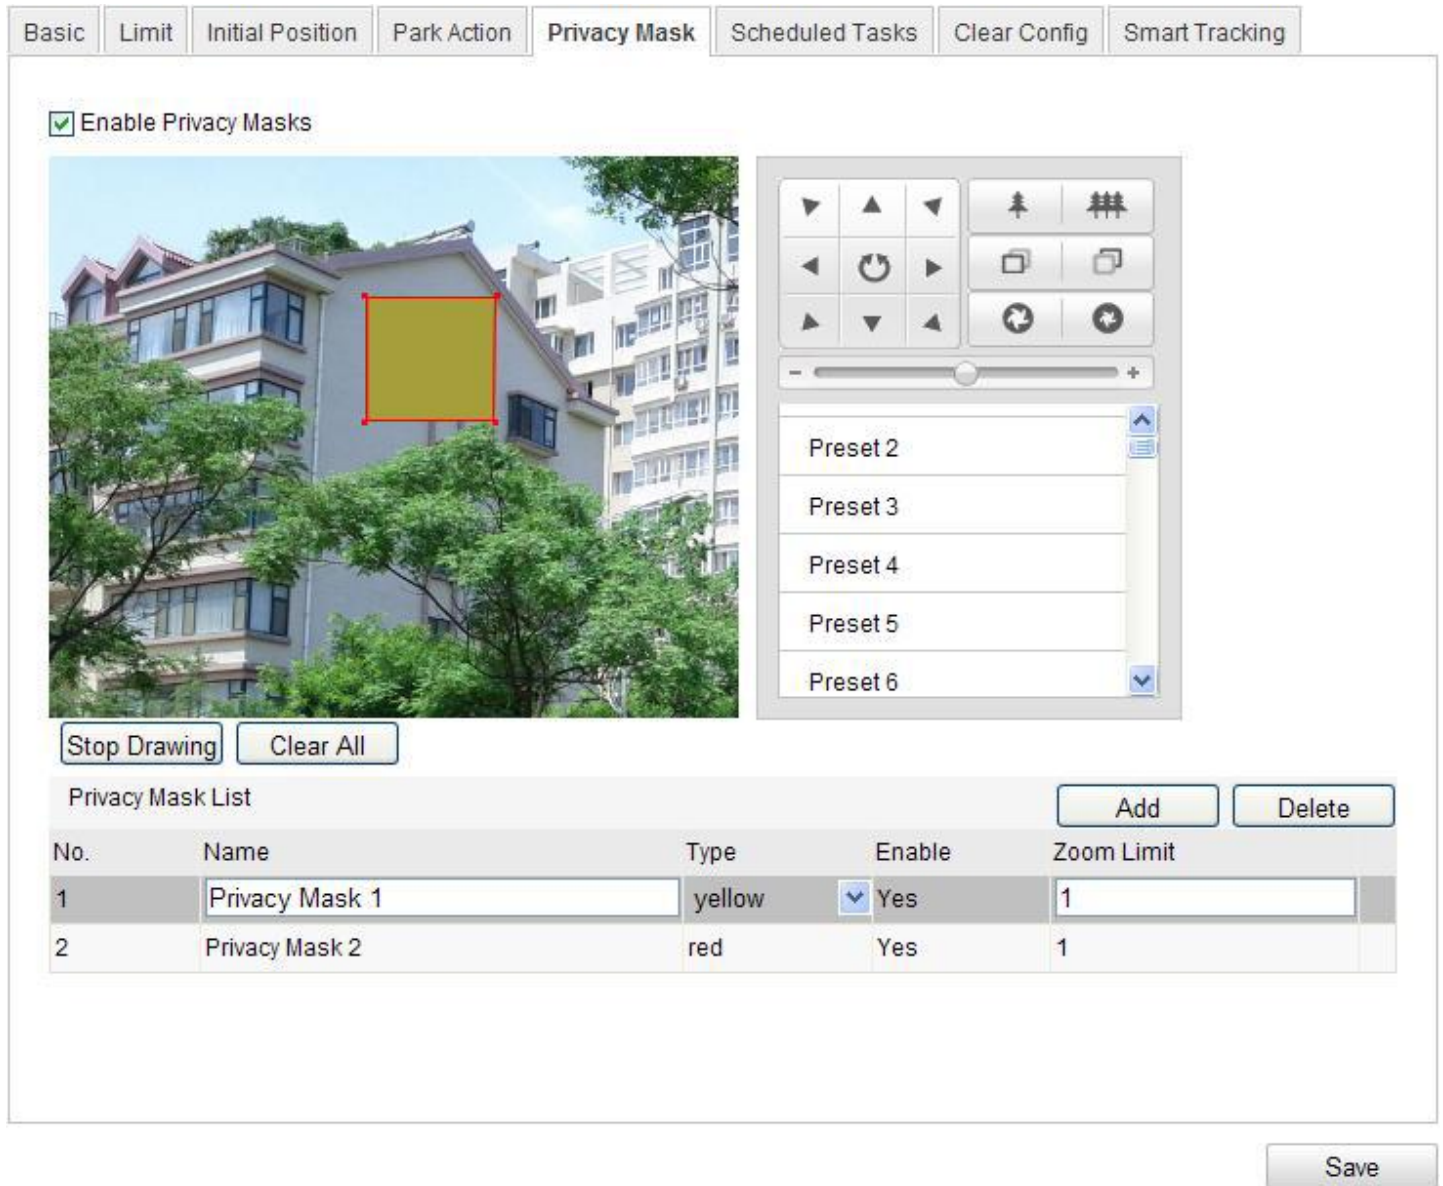 Basic Limit Initial Position Park Action Privacy Mask Scheduled Tasks Clear Config Smart Tracking
Enable Privacy Masks
- +
Preset 2
Preset 3
Preset 4
Preset 5
Preset 6
Stop Drawing Clear All
Privacy Mask List Add Delete
No. Name Type Enable Zoom Limit
1 Privacy Mask 1 yellow Yes 1
2 Privacy Mask 2 red Yes 1
Save